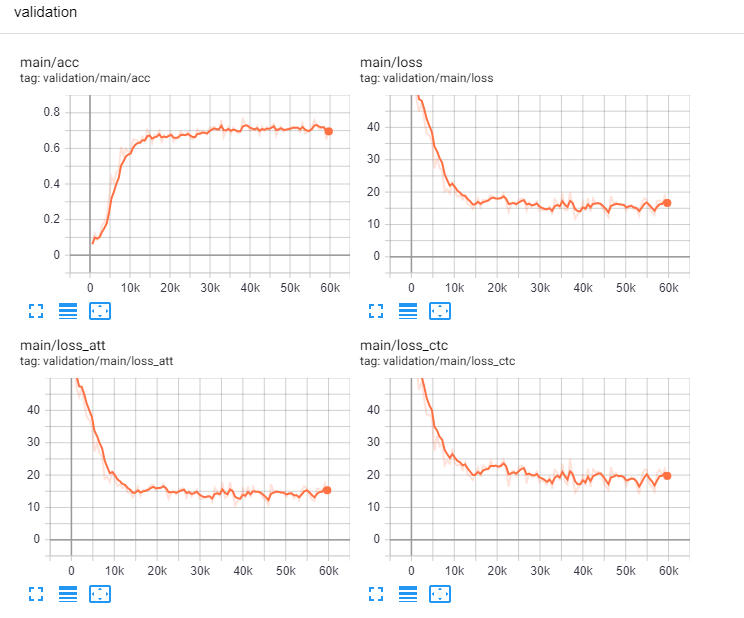 validation
main/acc
tag: validation/main/acc
0.8
0.6
0.4
0.2
0
0 10k 20k 30k 40k 50k 60k
main/loss
tag: validation/main/loss
40
30
20
10
0
0 10k 20k 30k 40k 50k 60k
main/loss_att
tag: validation/main/loss_att
40
30
20
10
0
0 10k 20k 30k 40k 50k 60k
main/loss_ctc
tag: validation/main/loss_ctc
40
30
20
10
0
0 10k 20k 30k 40k 50k 60k